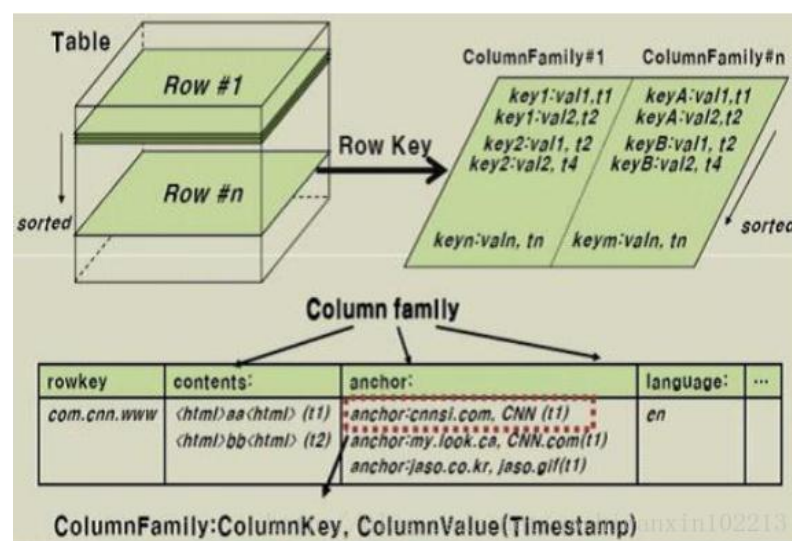 Table
Row #1
Row #n
sorted
Row Key
ColumnFamily#1 ColumnFamily#n
key1:val1,t1 keyA:val1,t1
key1:val2,t2 keyA:val2,t2
key2:val1, t2 keyB:val1, t2
key2:val2, t4 keyB:val2, t4
keyn:valn, tn keym:valn, tn
sorted
Column family
rowkey contents: anchor: language: ...
com.cnn.www <html>aa<html> (t1) anchor:cnnsi.com, CNN (t1) en
<html>bb<html> (t2) anchor:my.look.ca, CNN.com(t1)
anchor:jaso.co.kr, jaso.gif(t1)
ColumnFamily:ColumnKey, ColumnValue(Timestamp)